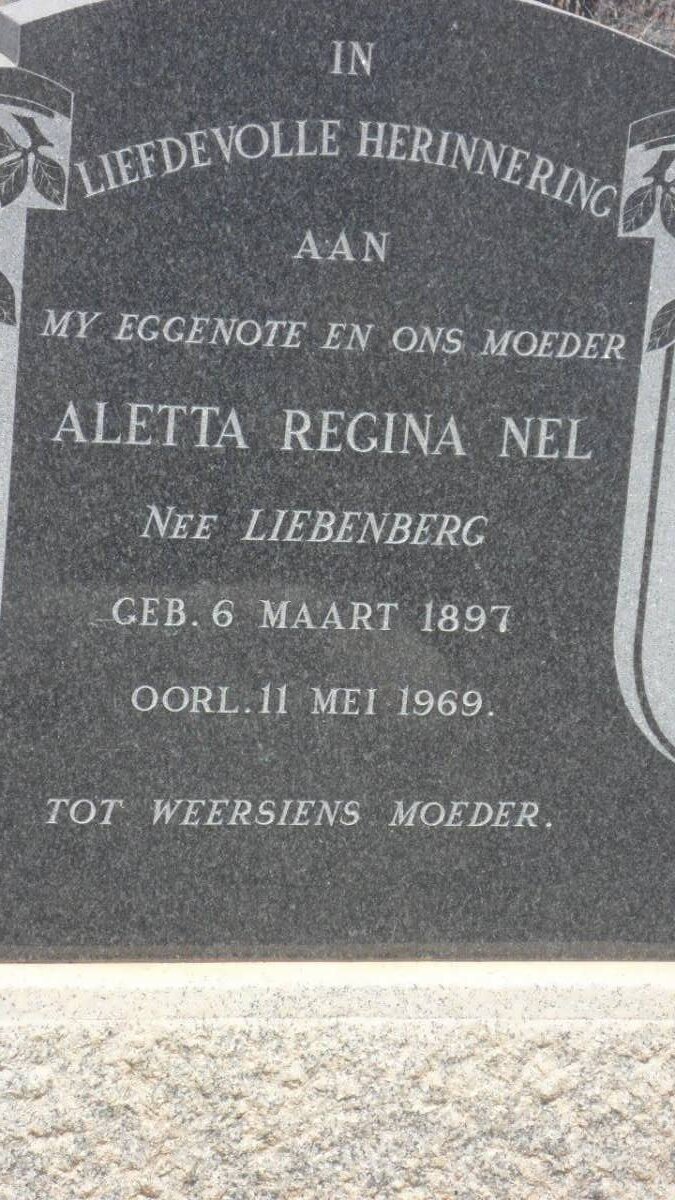 IN
LIEFDEVOLLE HERINNERING
AAN
MY EGGENOTE EN ONS MOEDER
ALETTA REGINA NEL
NEE LIEBENBERG
GEB. 6 MAART 1897
OORL. 11 MEI 1969.
TOT WEERSIENS MOEDER.